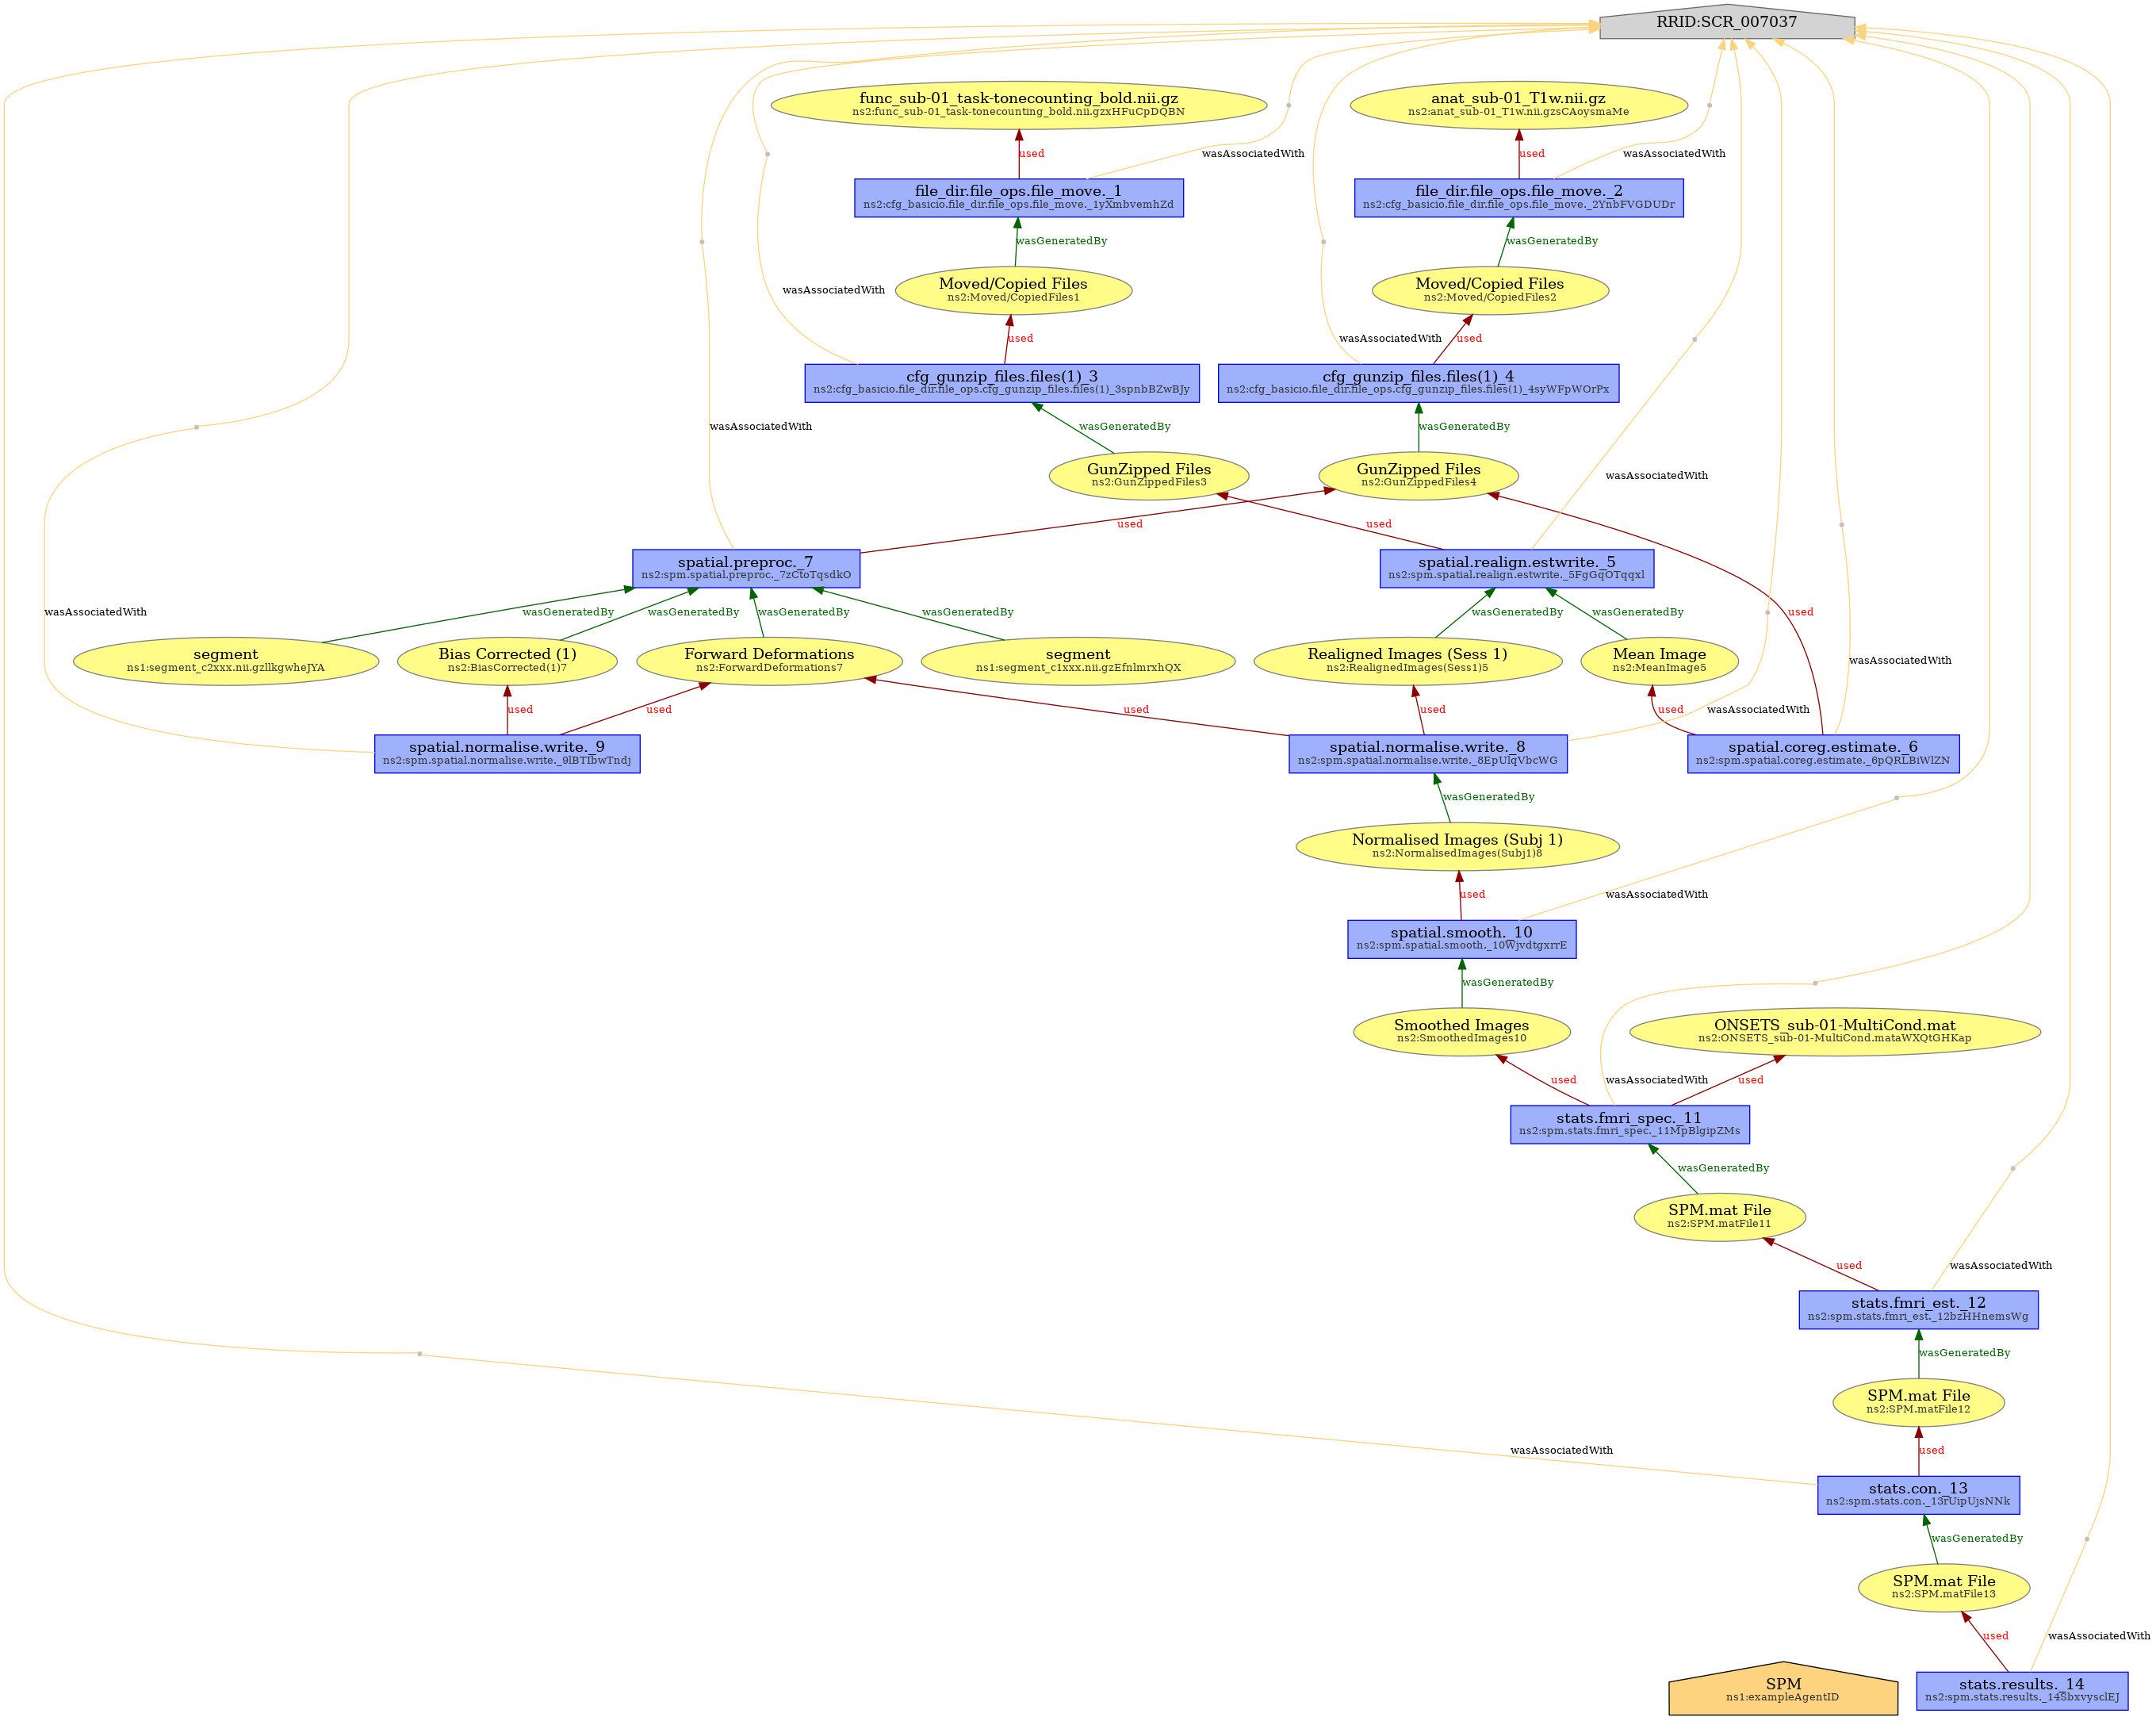 RRID:SCR_007037
func_sub-01_task-tonecounting_bold.nii.gz
ns2:func_sub-01_task-tonecounting_bold.nii.gzxHFuCpDQBN
anat_sub-01_T1w.nii.gz
ns2:anat_sub-01_T1w.nii.gzsCAoysmaMe
used
wasAssociatedWith
used
wasAssociatedWith
file_dir.file_ops.file_move._1
ns2:cfg_basicio.file_dir.file_ops.file_move._1yXmbvemhZd
file_dir.file_ops.file_move._2
ns2:cfg_basicio.file_dir.file_ops.file_move._2YnbFVGDUDr
wasGeneratedBy
wasGeneratedBy
Moved/Copied Files
ns2:Moved/CopiedFiles1
Moved/Copied Files
ns2:Moved/CopiedFiles2
wasAssociatedWith
used
wasAssociatedWith
used
cfg_gunzip_files.files(1)_3
ns2:cfg_basicio.file_dir.file_ops.cfg_gunzip_files.files(1)_3spnbBZwBJy
cfg_gunzip_files.files(1)_4
ns2:cfg_basicio.file_dir.file_ops.cfg_gunzip_files.files(1)_4syWFpWOrPx
wasAssociatedWith
wasGeneratedBy
wasGeneratedBy
GunZipped Files
ns2:GunZippedFiles3
GunZipped Files
ns2:GunZippedFiles4
wasAssociatedWith
used
used
spatial.preproc._7
ns2:spm.spatial.preproc._7zCtoTqsdkO
spatial.realign.estwrite._5
ns2:spm.spatial.realign.estwrite._5FgGqOTqqxl
wasAssociatedWith
wasGeneratedBy
wasGeneratedBy
wasGeneratedBy
wasGeneratedBy
wasGeneratedBy
wasGeneratedBy
used
segment
ns1:segment_c2xxx.nii.gzllkgwheJYA
Bias Corrected (1)
ns2:BiasCorrected(1)7
Forward Deformations
ns2:ForwardDeformations7
segment
ns1:segment_c1xxx.nii.gzEfnlmrxhQX
Realigned Images (Sess 1)
ns2:RealignedImages(Sess1)5
Mean Image
ns2:MeanImage5
wasAssociatedWith
used
used
used
used
used
wasAssociatedWith
spatial.normalise.write._9
ns2:spm.spatial.normalise.write._9lBTIbwTndj
spatial.normalise.write._8
ns2:spm.spatial.normalise.write._8EpUlqVbcWG
spatial.coreg.estimate._6
ns2:spm.spatial.coreg.estimate._6pQRLBiWlZN
wasGeneratedBy
Normalised Images (Subj 1)
ns2:NormalisedImages(Subj1)8
used
wasAssociatedWith
spatial.smooth._10
ns2:spm.spatial.smooth._10WjvdtgxrrE
wasGeneratedBy
Smoothed Images
ns2:SmoothedImages10
ONSETS_sub-01-MultiCond.mat
ns2:ONSETS_sub-01-MultiCond.mataWXQtGHKap
used
wasAssociatedWith
used
stats.fmri_spec._11
ns2:spm.stats.fmri_spec._11MpBlgipZMs
wasGeneratedBy
SPM.mat File
ns2:SPM.matFile11
used
wasAssociatedWith
stats.fmri_est._12
ns2:spm.stats.fmri_est._12bzHHnemsWg
wasGeneratedBy
SPM.mat File
ns2:SPM.matFile12
wasAssociatedWith
used
stats.con._13
ns2:spm.stats.con._13rUipUjsNNk
wasGeneratedBy
SPM.mat File
ns2:SPM.matFile13
used
wasAssociatedWith
SPM
ns1:exampleAgentID
stats.results._14
ns2:spm.stats.results._14SbxvysclEJ